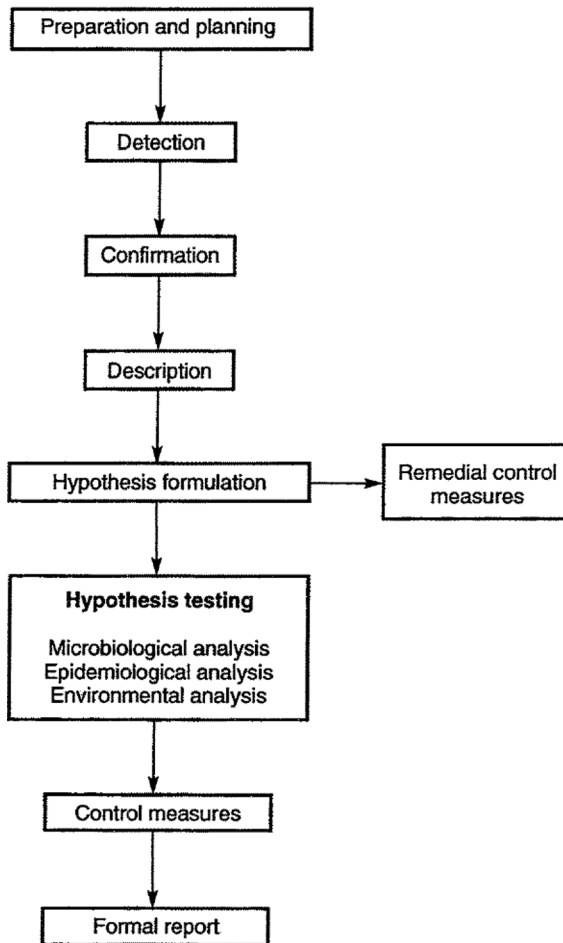 Preparation and planning
Detection
Confirmation
Description
Hypothesis formulation
Remedial control
measures
Hypothesis testing
Microbiological analysis
Epidemiological analysis
Environmental analysis
Control measures
Formal report